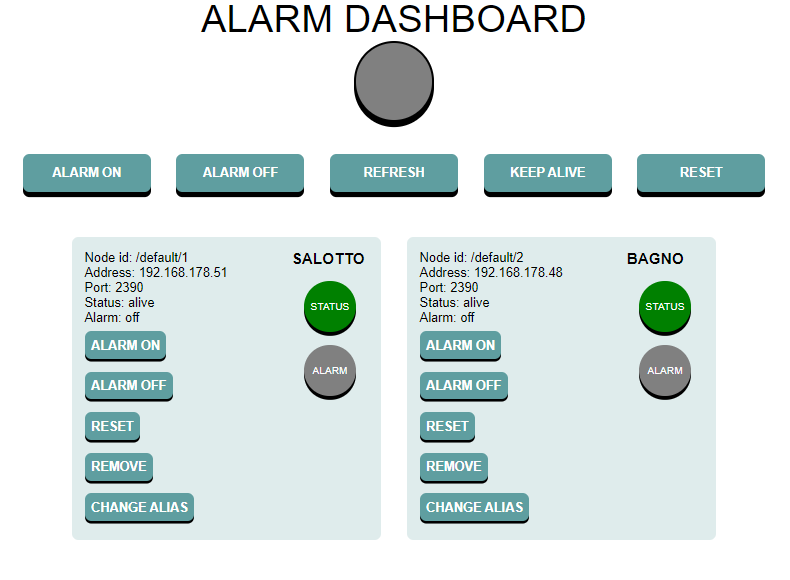 ALARM DASHBOARD
ALARM ON
ALARM OFF
REFRESH
KEEP ALIVE
RESET
Node id: /default/1
Address: 192.168.178.51
Port: 2390
Status: alive
Alarm: off
SALOTTO
STATUS
ALARM
ALARM ON
ALARM OFF
RESET
REMOVE
CHANGE ALIAS
Node id: /default/2
Address: 192.168.178.48
Port: 2390
Status: alive
Alarm: off
BAGNO
STATUS
ALARM
ALARM ON
ALARM OFF
RESET
REMOVE
CHANGE ALIAS